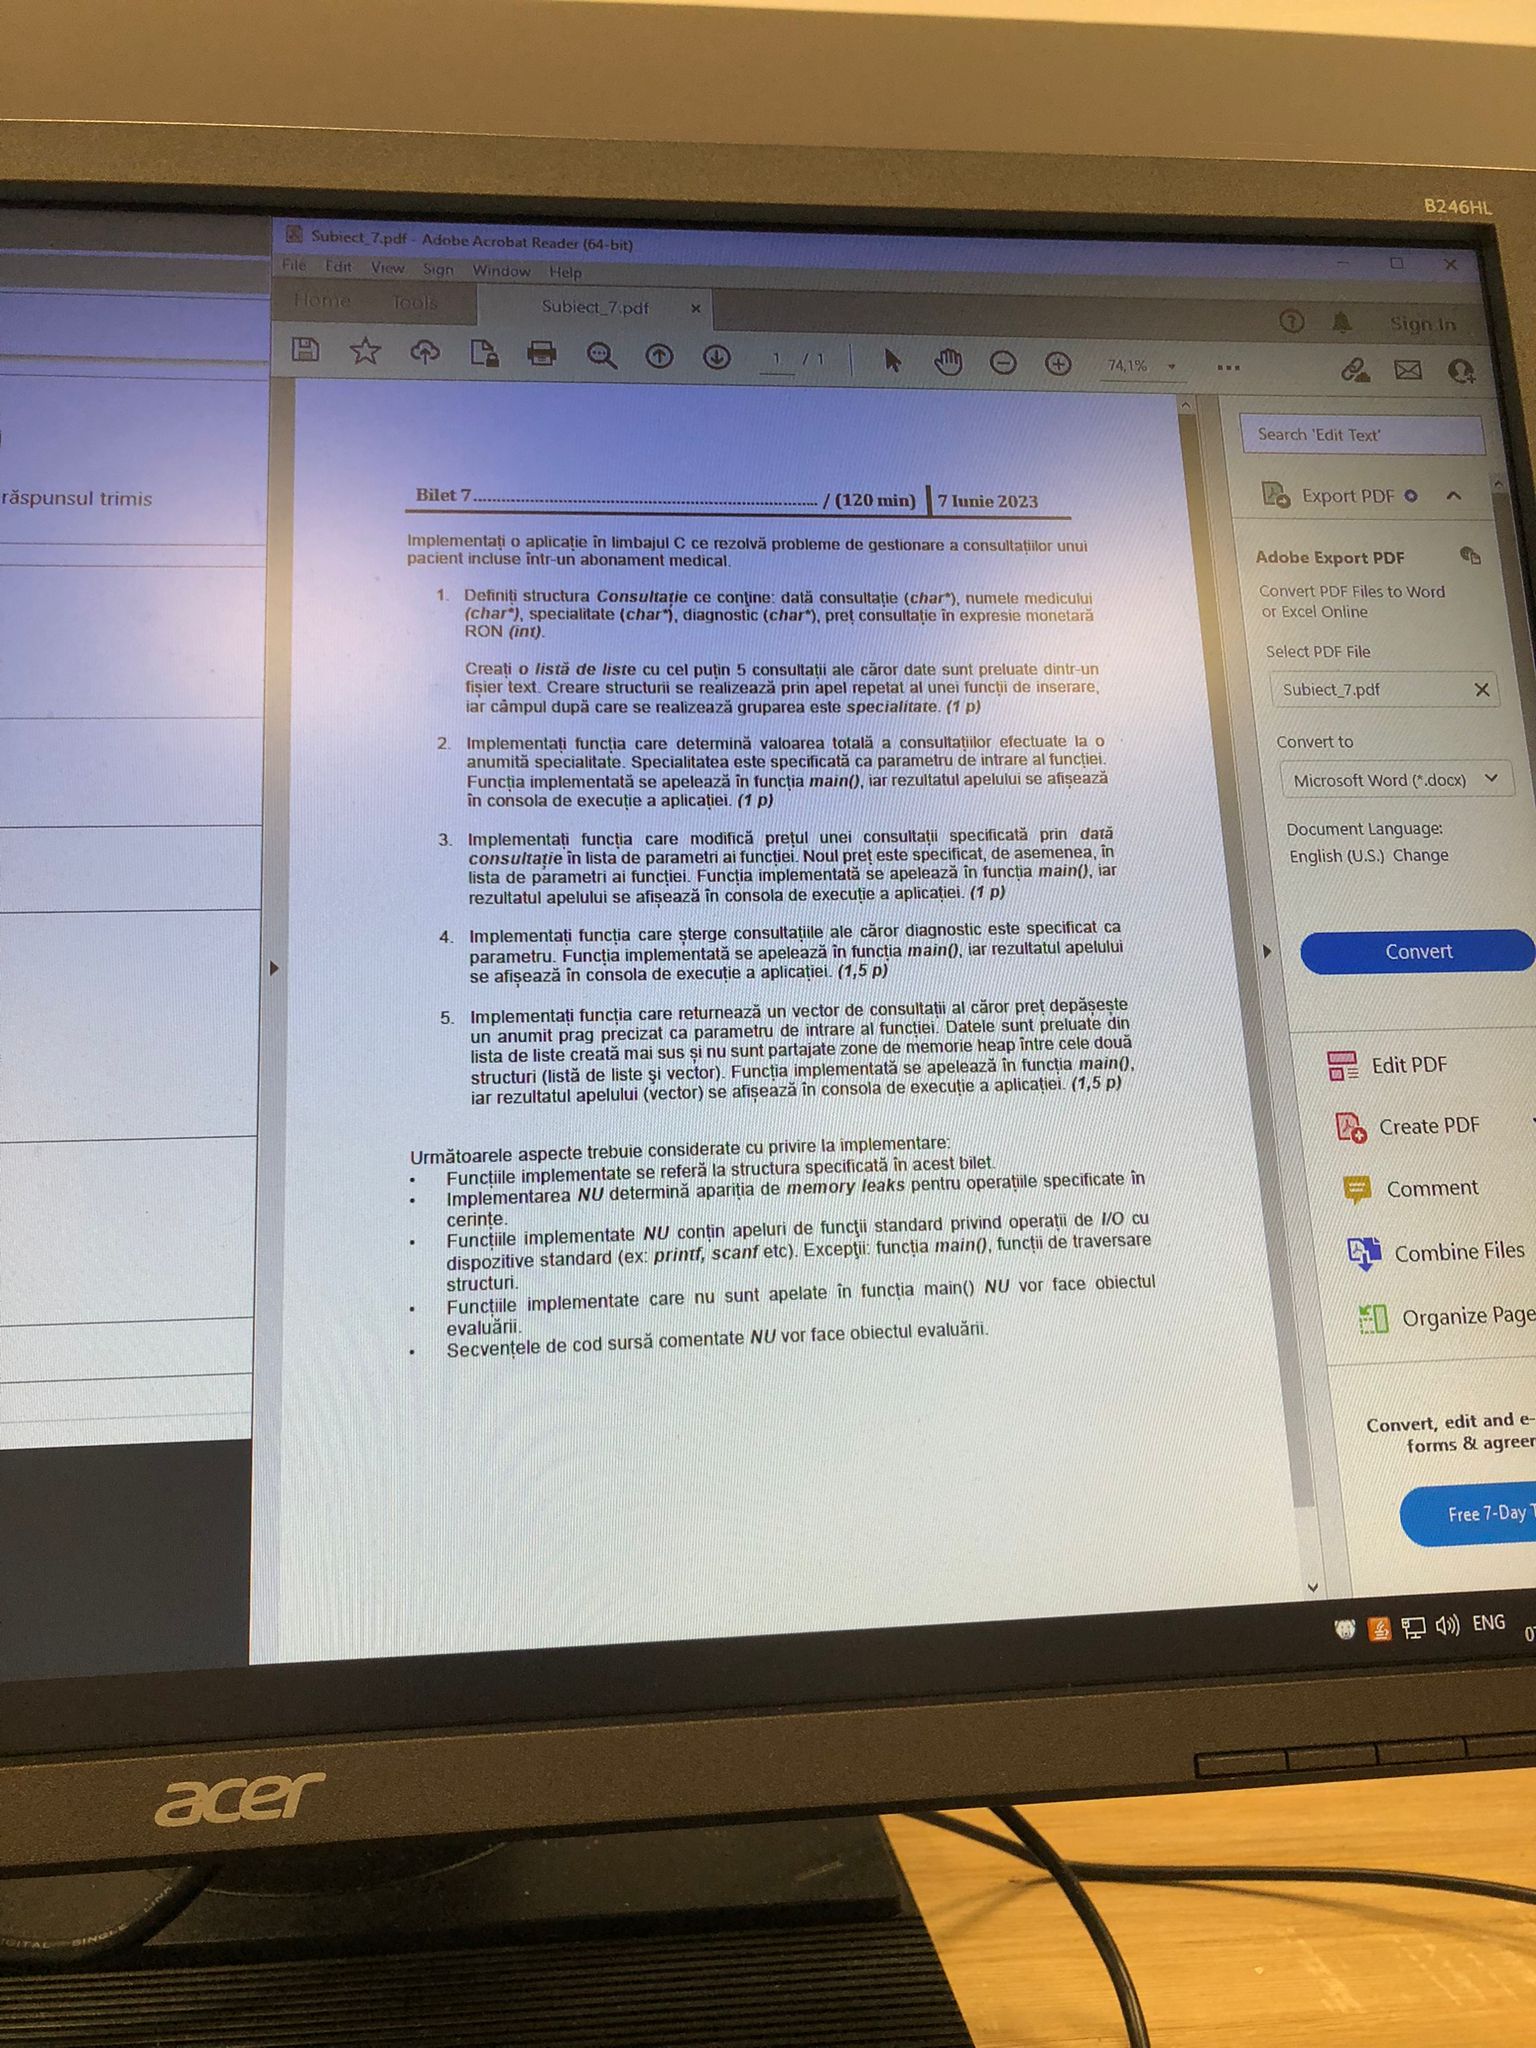 B246HL
Subiect_7.pdf - Adobe Acrobat Reader (64-bit)
File Edit View Sign Window Help
Home Tools Subiect_7.pdf
Sign In
1 / 1 74,1%
Search 'Edit Text'
răspunsul trimis
Export PDF
Adobe Export PDF
Convert PDF Files to Word
or Excel Online
Select PDF File
Subiect_7.pdf
Convert to
Microsoft Word (*.docx)
Document Language:
English (U.S.) Change
Convert
Edit PDF
Create PDF
Comment
Combine Files
Organize Page
Convert, edit and e-
forms & agreer
Free 7-Day T
Bilet 7........................................ / (120 min) 7 Iunie 2023
Implementați o aplicație în limbajul C ce rezolvă probleme de gestionare a consultațiilor unui
pacient incluse într-un abonament medical.
1. Definiți structura Consultație ce conține: dată consultație (char*), numele medicului
(char*), specialitate (char*), diagnostic (char*), preț consultație în expresie monetară
RON (int).
Creați o listă de liste cu cel puțin 5 consultații ale căror date sunt preluate dintr-un
fișier text. Creare structurii se realizează prin apel repetat al unei funcții de inserare,
iar câmpul după care se realizează gruparea este specialitate. (1 p)
2. Implementați funcția care determină valoarea totală a consultațiilor efectuate la o
anumită specialitate. Specialitatea este specificată ca parametru de intrare al funcției.
Funcția implementată se apelează în funcția main(), iar rezultatul apelului se afișează
în consola de execuție a aplicației. (1 p)
3. Implementați funcția care modifică prețul unei consultații specificată prin dată
consultație în lista de parametri ai funcției. Noul preț este specificat, de asemenea, în
lista de parametri ai funcției. Funcția implementată se apelează în funcția main(), iar
rezultatul apelului se afișează în consola de execuție a aplicației. (1 p)
4. Implementați funcția care șterge consultațiile ale căror diagnostic este specificat ca
parametru. Funcția implementată se apelează în funcția main(), iar rezultatul apelului
se afișează în consola de execuție a aplicației. (1,5 p)
5. Implementați funcția care returnează un vector de consultații al căror preț depășește
un anumit prag precizat ca parametru de intrare al funcției. Datele sunt preluate din
lista de liste creată mai sus și nu sunt partajate zone de memorie heap între cele două
structuri (listă de liste şi vector). Funcția implementată se apelează în funcția main(),
iar rezultatul apelului (vector) se afișează în consola de execuție a aplicației. (1,5 p)
Următoarele aspecte trebuie considerate cu privire la implementare:
• Funcțiile implementate se referă la structura specificată în acest bilet.
• Implementarea NU determină apariția de memory leaks pentru operațiile specificate în
cerințe.
• Funcțiile implementate NU conțin apeluri de funcţii standard privind operații de I/O cu
dispozitive standard (ex: printf, scanf etc). Excepţii: funcția main(), funcții de traversare
structuri.
• Funcțiile implementate care nu sunt apelate în funcția main() NU vor face obiectul
evaluării.
• Secvențele de cod sursă comentate NU vor face obiectul evaluării.
ENG
acer